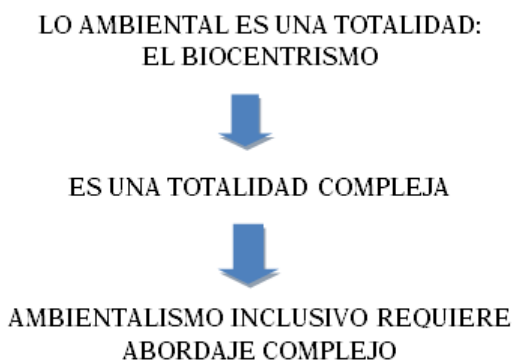 LO AMBIENTAL ES UNA TOTALIDAD:
EL BIOCENTRISMO
ES UNA TOTALIDAD COMPLEJA
AMBIENTALISMO INCLUSIVO REQUIERE
ABORDAJE COMPLEJO